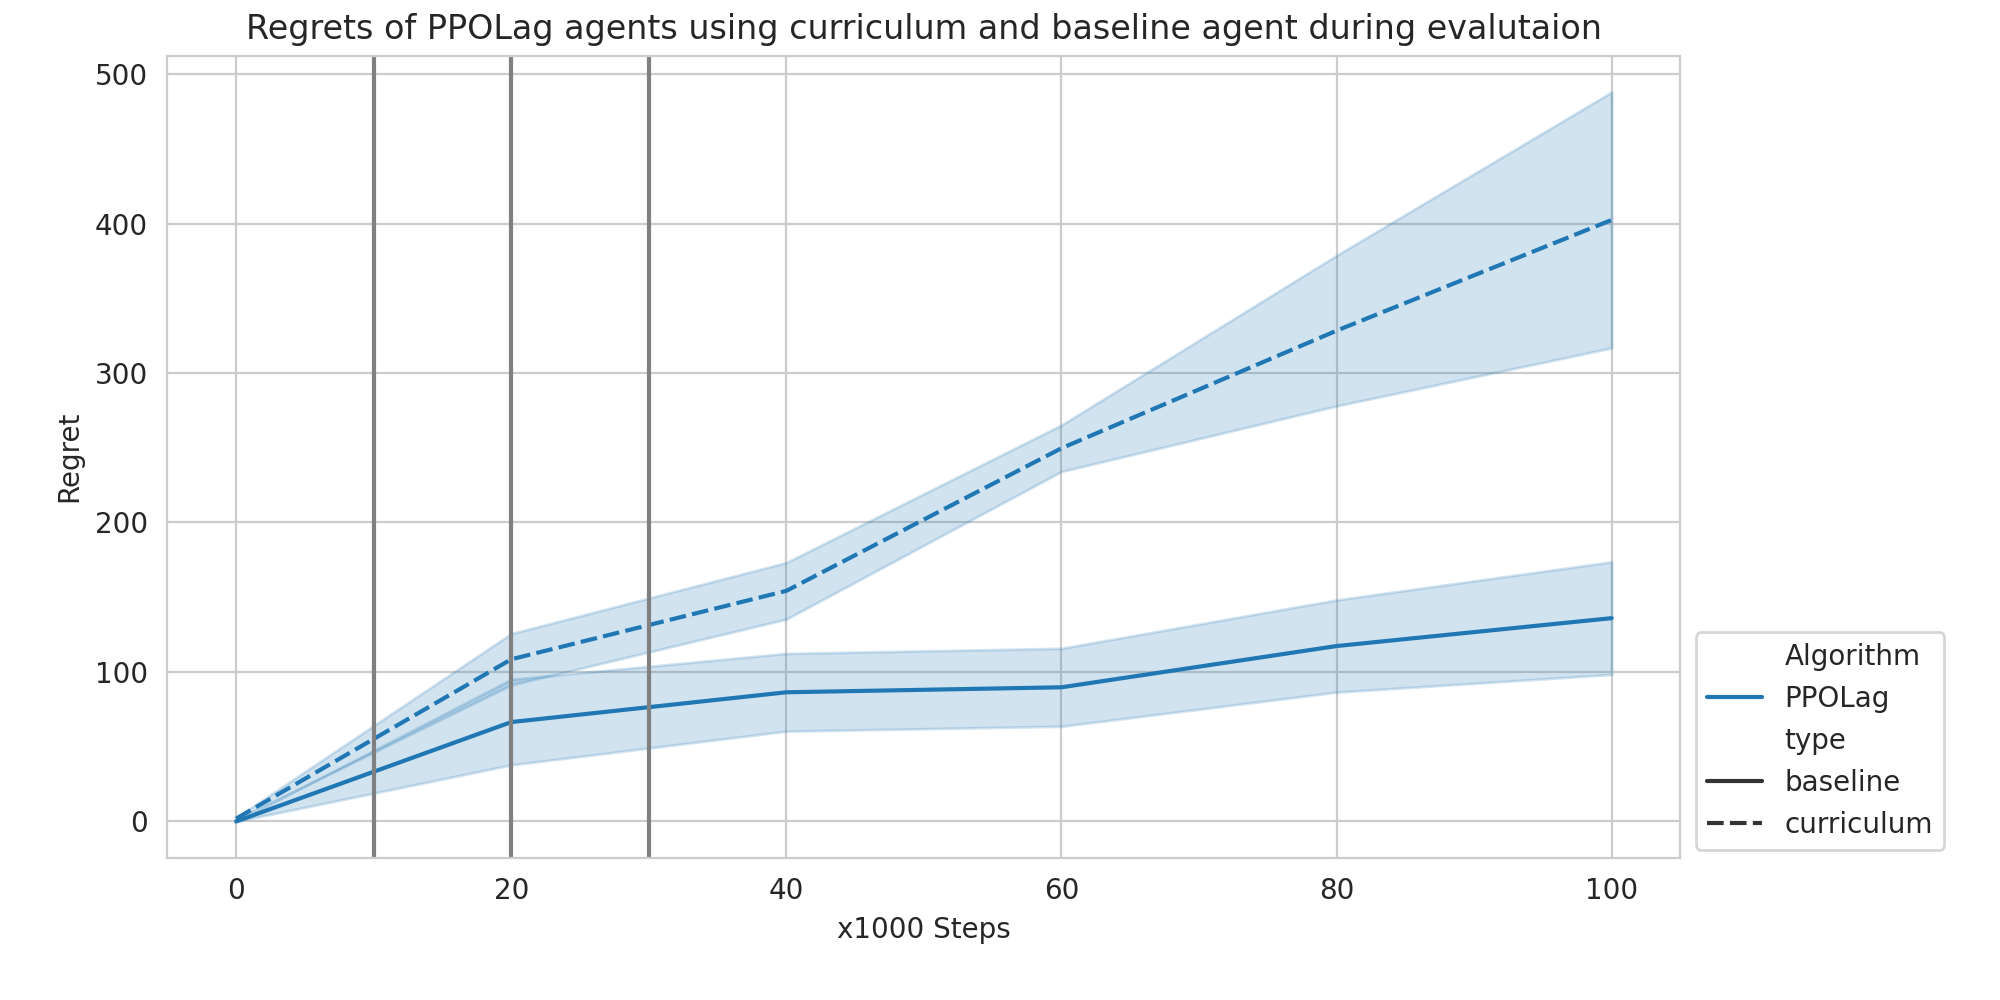 Regrets of PPOLag agents using curriculum and baseline agent during evalutaion
500
400
300
200
100
0
Regret
0 20 40 60 80 100
x1000 Steps
Algorithm
PPOLag
type
baseline
curriculum